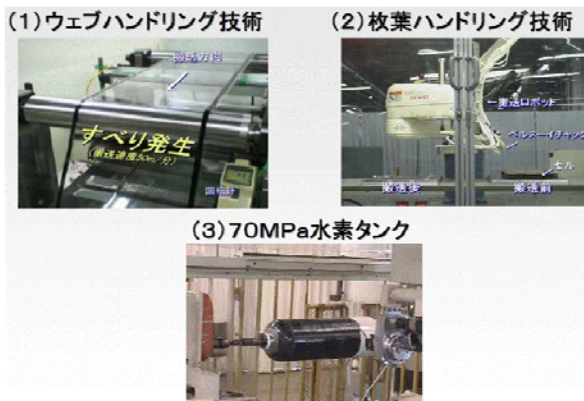 (1)ウェブハンドリング技術
(2)枚葉ハンドリング技術
搬送方向
すべり発生
(搬送速度30m/分)
回転計
←搬送ロボット
ベルヌーイチャック
セル
搬送後
搬送前
(3)70MPa水素タンク